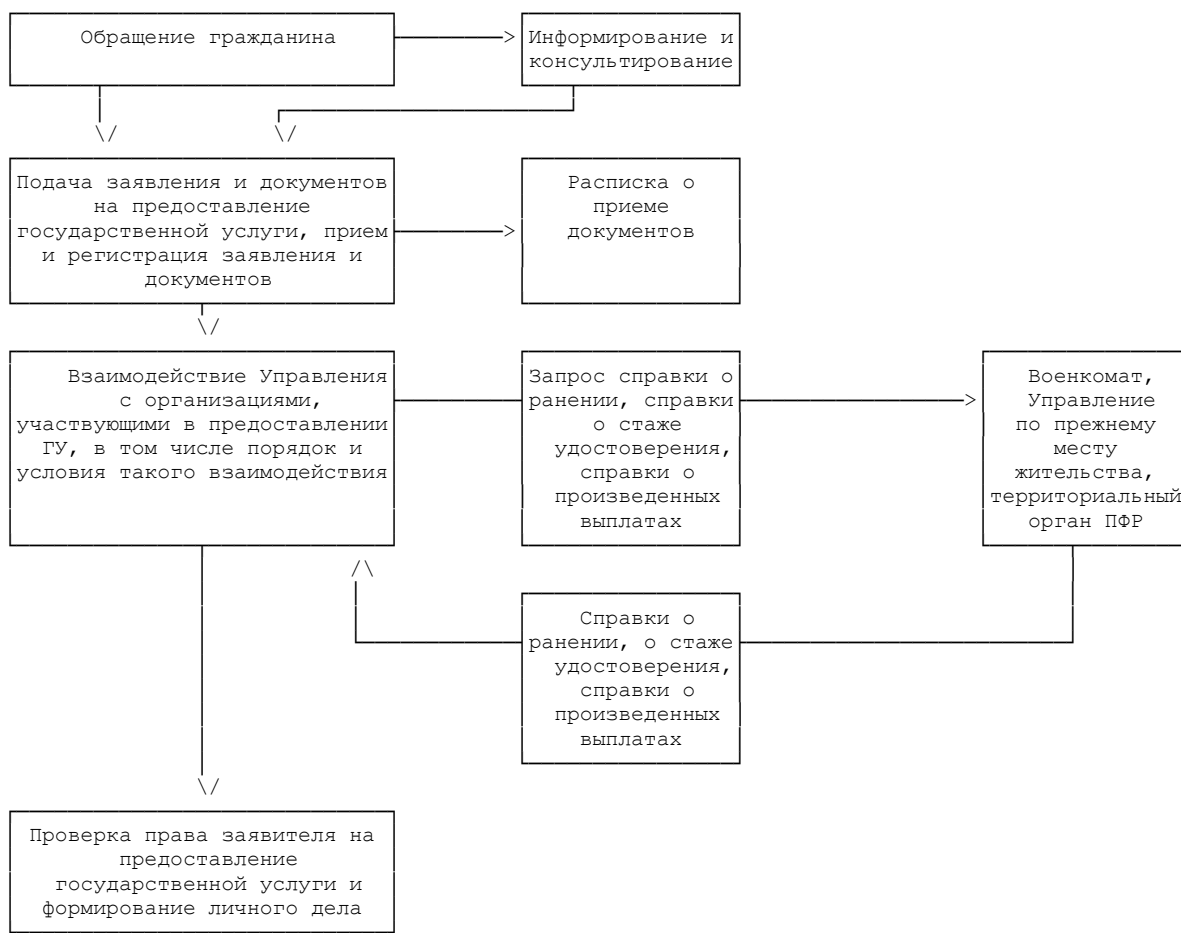 Обращение гражданина
Информирование и
консультирование
Подача заявления и документов
на предоставление
государственной услуги, прием
и регистрация заявления и
документов
Расписка о
приеме
документов
Взаимодействие Управления
с организациями,
участвующими в предоставлении
ГУ, в том числе порядок и
условия такого взаимодействия
Запрос справки о
ранении, справки
о стаже
удостоверения,
справки о
произведенных
выплатах
Военкомат,
Управление
по прежнему
месту
жительства,
территориальный
орган ПФР
Справки о
ранении, о стаже
удостоверения,
справки о
произведенных
выплатах
Проверка права заявителя на
предоставление
государственной услуги и
формирование личного дела